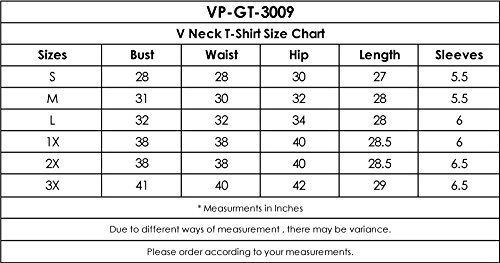 VP-GT-3009
V Neck T-Shirt Size Chart
Sizes Bust Waist Hip Length Sleeves
S 28 28 30 27 5.5
M 31 30 32 28 5.5
L 32 32 34 28 6
1X 38 38 40 28.5 6
2X 38 38 40 28.5 6.5
3X 41 40 42 29 6.5
* Measurments in Inches
Due to different ways of measurement , there may be variance.
Please order according to your measurements.